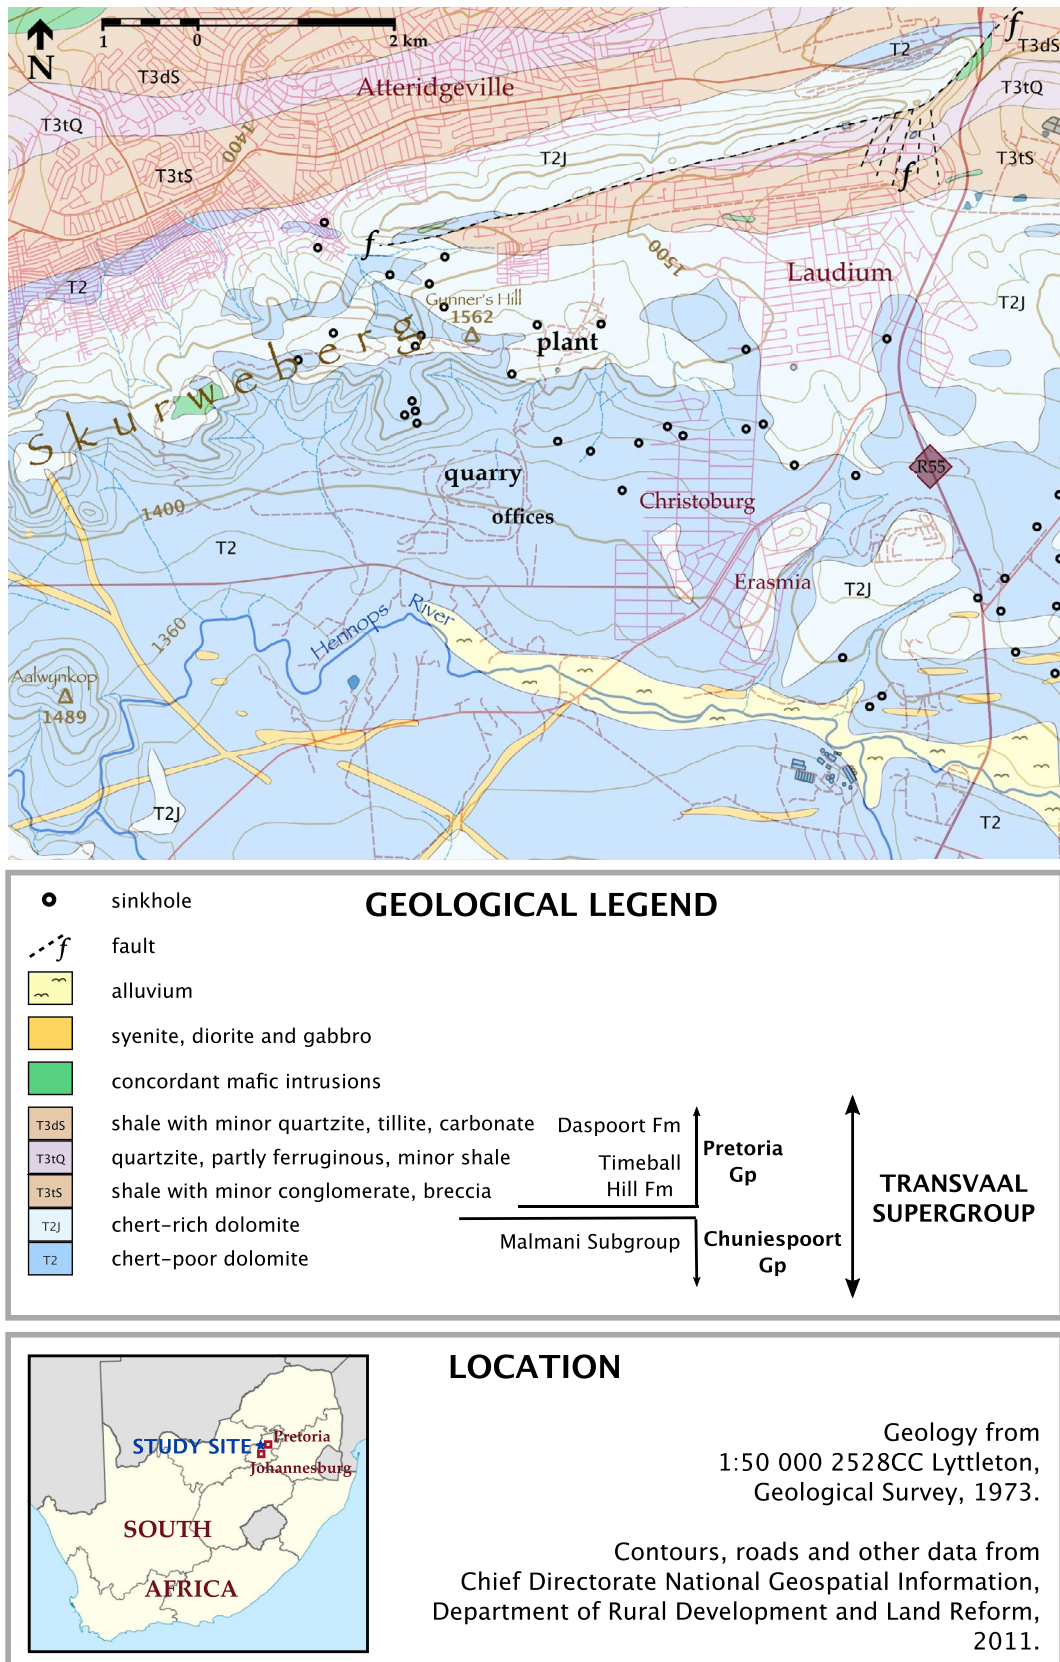 N
1 0 2 km
f
T3dS
T2
T3dS
Atteridgeville
T3tQ
T3tQ
1400
T2J
T3tS
T3tS
f
f
1500
Laudium
T2
T2J
Gunner's Hill
1562
plant
Skurweberg
R55
quarry
Christoburg
1400
offices
T2
Erasmia
T2J
Hennops River
1360
Aalwynkop
1489
T2J
T2
GEOLOGICAL LEGEND
sinkhole
f fault
alluvium
syenite, diorite and gabbro
concordant mafic intrusions
T3dS shale with minor quartzite, tillite, carbonate Daspoort Fm
T3tQ quartzite, partly ferruginous, minor shale Timeball
Hill Fm
Pretoria
Gp
T3tS shale with minor conglomerate, breccia
TRANSVAAL
SUPERGROUP
T2J chert-rich dolomite
Malmani Subgroup
Chuniespoort
Gp
T2 chert-poor dolomite
LOCATION
STUDY SITE
Pretoria
Johannesburg
SOUTH
AFRICA
Geology from
1:50 000 2528CC Lyttleton,
Geological Survey, 1973.
Contours, roads and other data from
Chief Directorate National Geospatial Information,
Department of Rural Development and Land Reform,
2011.